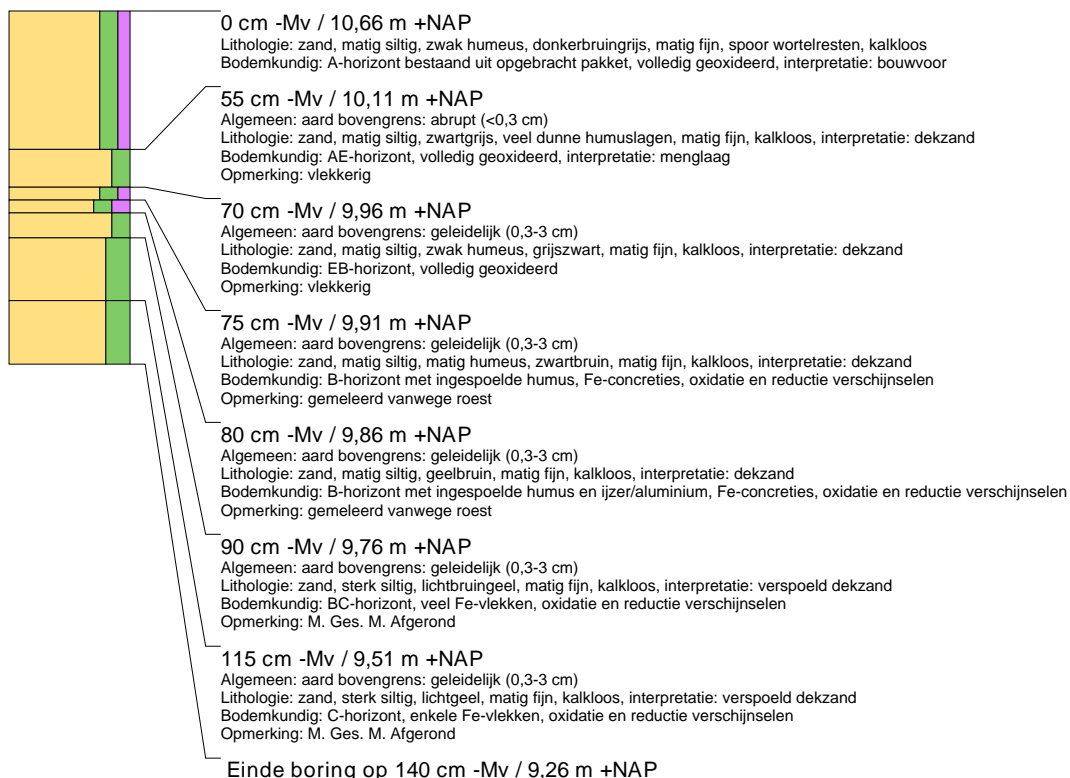 0 cm -Mv / 10,66 m +NAP
Lithologie: zand, matig siltig, zwak humeus, donkerbruingrijs, matig fijn, spoor wortelresten, kalkloos
Bodemkundig: A-horizont bestaand uit opgebracht pakket, volledig geoxideerd, interpretatie: bouwvoor
55 cm -Mv / 10,11 m +NAP
Algemeen: aard bovengrens: abrupt (<0,3 cm)
Lithologie: zand, matig siltig, zwartgrijs, veel dunne humuslagen, matig fijn, kalkloos, interpretatie: dekzand
Bodemkundig: AE-horizont, volledig geoxideerd, interpretatie: menglaag
Opmerking: vlekkerig
70 cm -Mv / 9,96 m +NAP
Algemeen: aard bovengrens: geleidelijk (0,3-3 cm)
Lithologie: zand, matig siltig, zwak humeus, grijszwart, matig fijn, kalkloos, interpretatie: dekzand
Bodemkundig: EB-horizont, volledig geoxideerd
Opmerking: vlekkerig
75 cm -Mv / 9,91 m +NAP
Algemeen: aard bovengrens: geleidelijk (0,3-3 cm)
Lithologie: zand, matig siltig, matig humeus, zwartbruin, matig fijn, kalkloos, interpretatie: dekzand
Bodemkundig: B-horizont met ingespoelde humus, Fe-concreties, oxidatie en reductie verschijnselen
Opmerking: gemeleerd vanwege roest
80 cm -Mv / 9,86 m +NAP
Algemeen: aard bovengrens: geleidelijk (0,3-3 cm)
Lithologie: zand, matig siltig, geelbruin, matig fijn, kalkloos, interpretatie: dekzand
Bodemkundig: B-horizont met ingespoelde humus en ijzer/aluminium, Fe-concreties, oxidatie en reductie verschijnselen
Opmerking: gemeleerd vanwege roest
90 cm -Mv / 9,76 m +NAP
Algemeen: aard bovengrens: geleidelijk (0,3-3 cm)
Lithologie: zand, sterk siltig, lichtbruingeel, matig fijn, kalkloos, interpretatie: verspoeld dekzand
Bodemkundig: BC-horizont, veel Fe-vlekken, oxidatie en reductie verschijnselen
Opmerking: M. Ges. M. Afgerond
115 cm -Mv / 9,51 m +NAP
Algemeen: aard bovengrens: geleidelijk (0,3-3 cm)
Lithologie: zand, sterk siltig, lichtgeel, matig fijn, kalkloos, interpretatie: verspoeld dekzand
Bodemkundig: C-horizont, enkele Fe-vlekken, oxidatie en reductie verschijnselen
Opmerking: M. Ges. M. Afgerond
Einde boring op 140 cm -Mv / 9,26 m +NAP